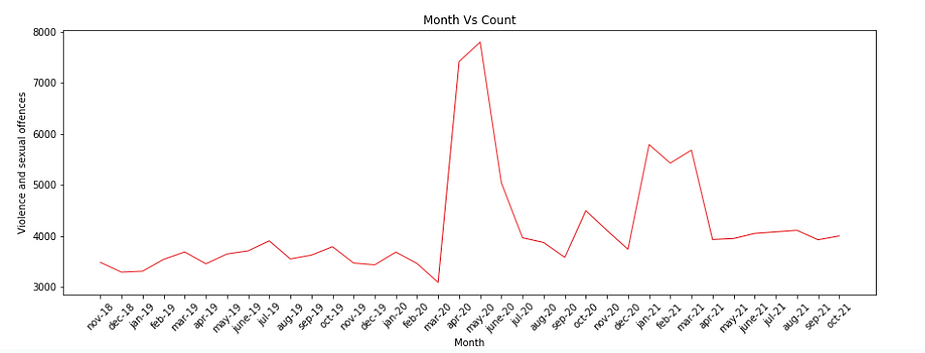 Month Vs Count
Violence and sexual offences
8000
7000
6000
5000
4000
3000
nov-18 dec-18 jan-19 feb-19 mar-19 apr-19 may-19 june-19 jul-19 aug-19 sep-19 oct-19 nov-19 dec-19 jan-20 feb-20 mar-20 apr-20 may-20 june-20 jul-20 aug-20 sep-20 oct-20 nov-20 dec-20 jan-21 feb-21 mar-21 apr-21 may-21 june-21 jul-21 aug-21 sep-21 oct-21
Month